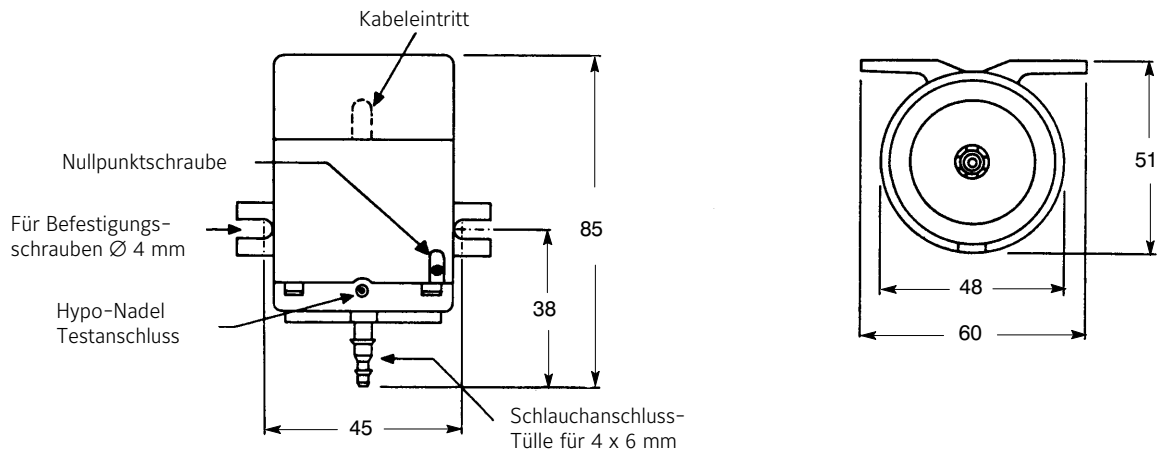 Kabeleintritt
Nullpunktschraube
Für Befestigungs-
schrauben Ø 4 mm
Hypo-Nadel
Testanschluss
85
38
45
Schlauchanschluss-
Tülle für 4 x 6 mm
51
48
60